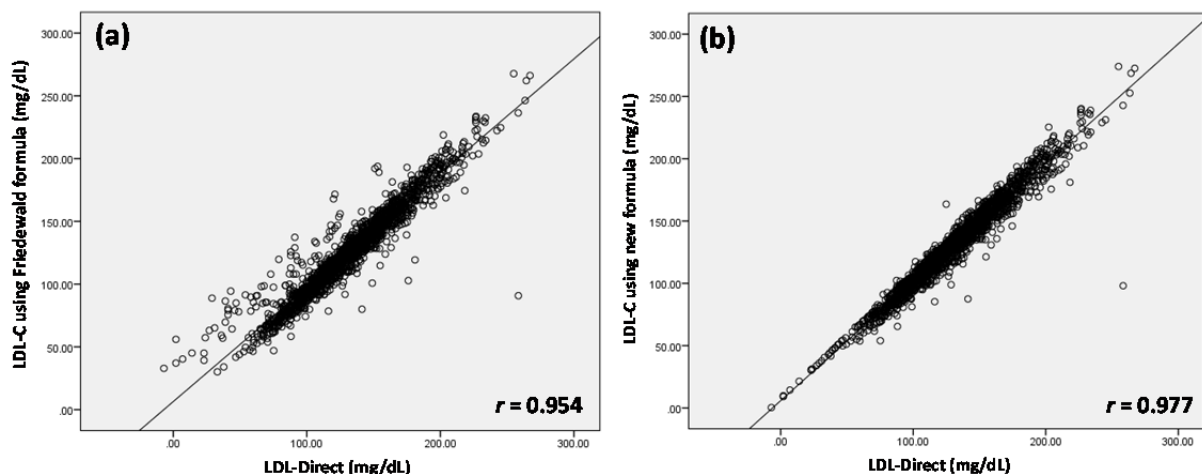 (a)
LDL-C using Friedewald formula (mg/dL)
300.00
250.00
200.00
150.00
100.00
50.00
.00
.00
100.00
200.00
300.00
LDL-Direct (mg/dL)
r = 0.954
(b)
LDL-C using new formula (mg/dL)
300.00
250.00
200.00
150.00
100.00
50.00
.00
.00
100.00
200.00
300.00
LDL-Direct (mg/dL)
r = 0.977